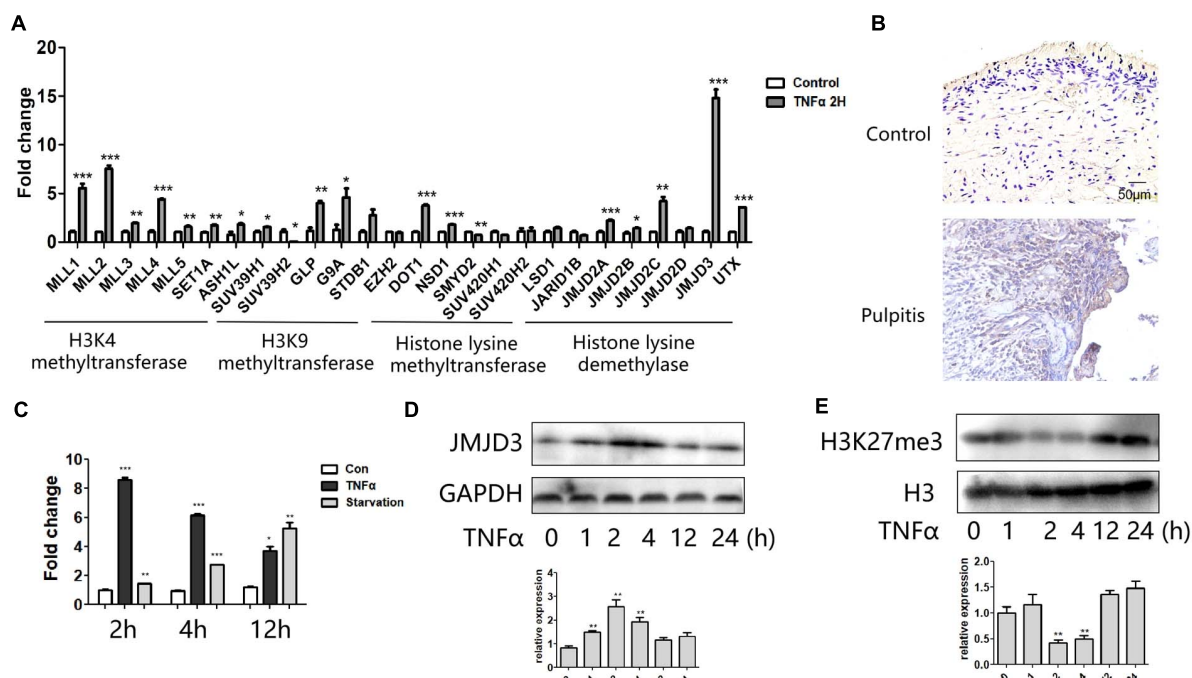 A
Fold change
20
15
10
5
0
***
***
**
***
**
**
*
*
*
**
*
***
***
**
***
*
**
***
***
Control
TNFα 2H
MLL1
MLL2
MLL3
MLL4
MLL5
SET1A
ASH1L
SUV39H1
SUV39H2
GLP
G9A
STDB1
EZH2
DOT1
NSD1
SMYD2
SUV420H1
SUV420H2
LSD1
JARID1B
JMJD2A
JMJD2B
JMJD2C
JMJD2D
JMJD3
UTX
H3K4
methyltransferase
H3K9
methyltransferase
Histone lysine
methyltransferase
Histone lysine
demethylase
B
Control
50μm
Pulpitis
C
Fold change
10
8
6
4
2
0
***
**
***
***
*
**
Con
TNFα
Starvation
2h
4h
12h
D
JMJD3
GAPDH
TNFα 0 1 2 4 12 24 (h)
relative expression
4
3
2
1
0
**
**
**
E
H3K27me3
H3
TNFα 0 1 2 4 12 24 (h)
relative expression
2.0
1.5
1.0
0.5
0.0
**
**